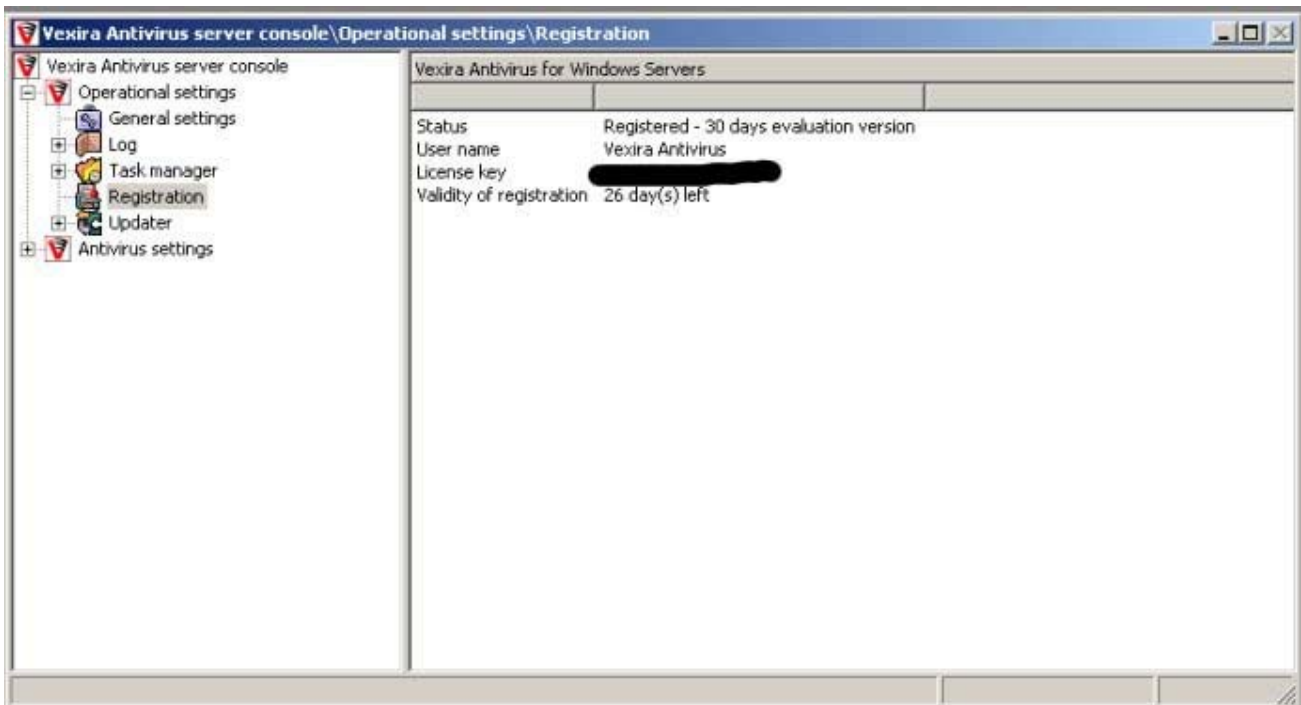 Vexira Antivirus server console\Operational settings\Registration
Vexira Antivirus server console
Operational settings
General settings
Log
Task manager
Registration
Updater
Antivirus settings
Vexira Antivirus for Windows Servers
Status Registered - 30 days evaluation version
User name Vexira Antivirus
License key
Validity of registration 26 day(s) left